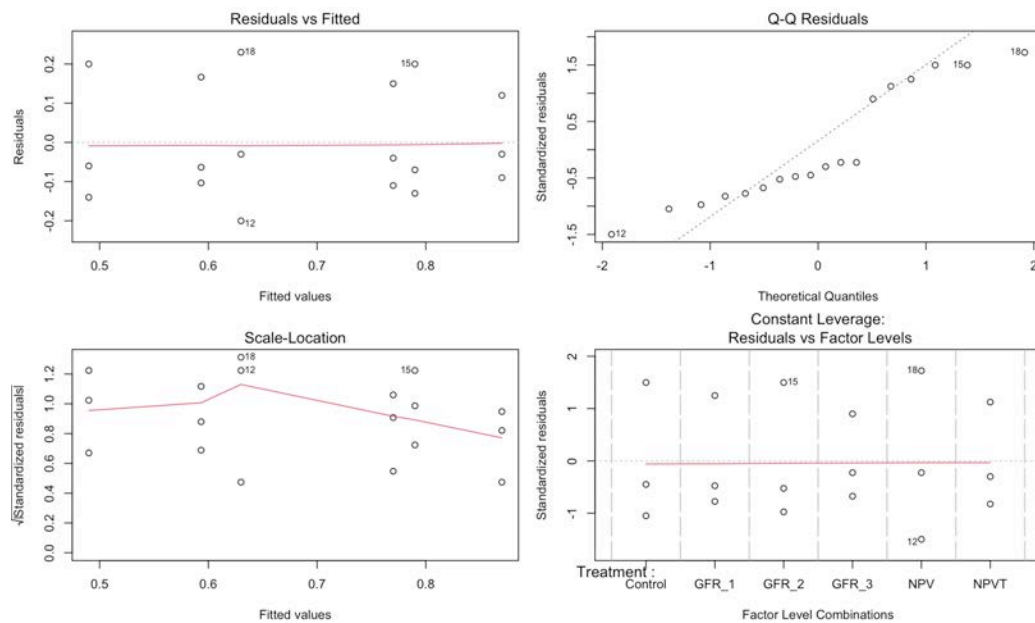 Residuals vs Fitted
Residuals
0.2
0.1
0.0
-0.1
-0.2
18
15
12
0.5 0.6 0.7 0.8
Fitted values
Q-Q Residuals
Standardized residuals
1.5
0.5
-0.5
-1.5
18
15
12
-2 -1 0 1 2
Theoretical Quantiles
Scale-Location
√|Standardized residuals|
1.2
1.0
0.8
0.6
0.4
0.2
0.0
18
12
15
0.5 0.6 0.7 0.8
Fitted values
Constant Leverage:
Residuals vs Factor Levels
Standardized residuals
2
1
0
-1
18
15
12
Treatment :
Control GFR_1 GFR_2 GFR_3 NPV NPVT
Factor Level Combinations